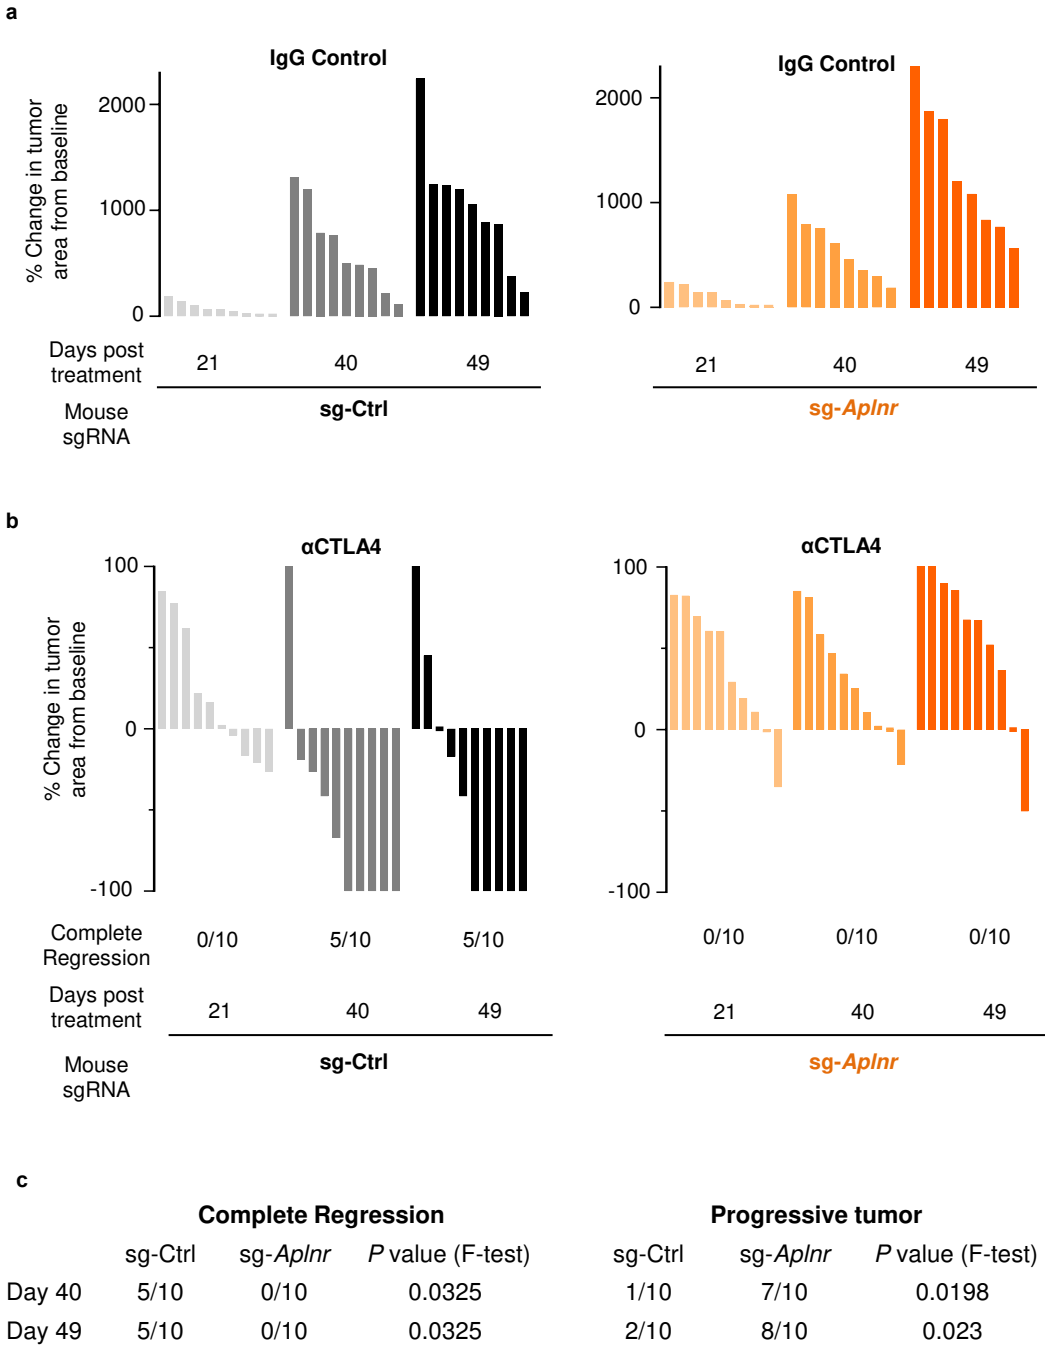 a
IgG Control
IgG Control
% Change in tumor
area from baseline
2000
1000
0
2000
1000
0
Days post
treatment
21 40 49
21 40 49
Mouse
sgRNA
sg-Ctrl
sg-Aplnr
b
αCTLA4
αCTLA4
% Change in tumor
area from baseline
100
0
-100
100
0
-100
Complete
Regression
0/10 5/10 5/10
0/10 0/10 0/10
Days post
treatment
21 40 49
21 40 49
Mouse
sgRNA
sg-Ctrl
sg-Aplnr
c
Complete Regression Progressive tumor
sg-Ctrl sg-Aplnr P value (F-test) sg-Ctrl sg-Aplnr P value (F-test)
Day 40 5/10 0/10 0.0325 1/10 7/10 0.0198
Day 49 5/10 0/10 0.0325 2/10 8/10 0.023